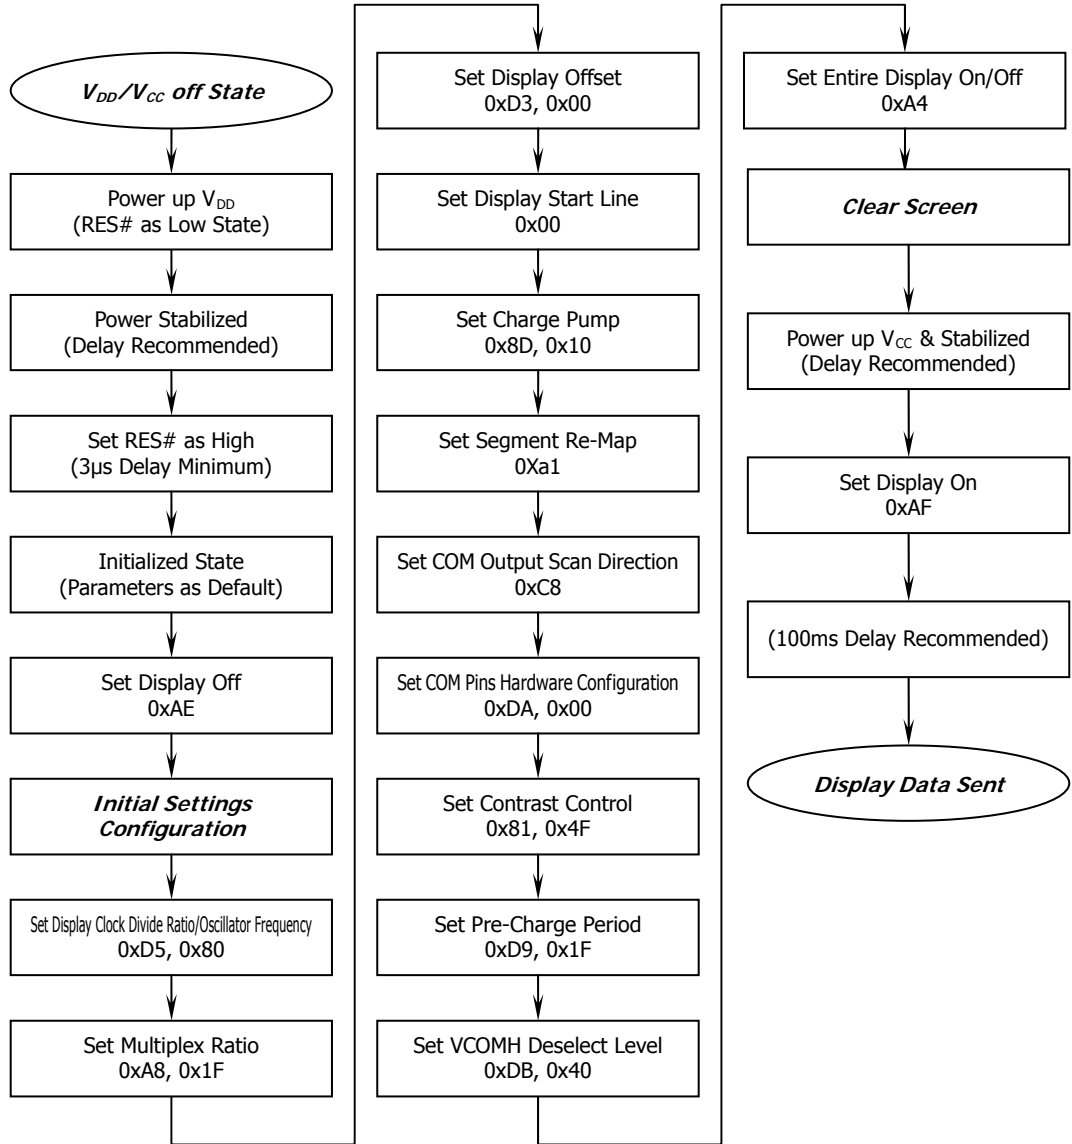 V_DD/V_CC off State
Power up V_DD
(RES# as Low State)
Power Stabilized
(Delay Recommended)
Set RES# as High
(3µs Delay Minimum)
Initialized State
(Parameters as Default)
Set Display Off
0xAE
Initial Settings
Configuration
Set Display Clock Divide Ratio/Oscillator Frequency
0xD5, 0x80
Set Multiplex Ratio
0xA8, 0x1F
Set Display Offset
0xD3, 0x00
Set Display Start Line
0x00
Set Charge Pump
0x8D, 0x10
Set Segment Re-Map
0Xa1
Set COM Output Scan Direction
0xC8
Set COM Pins Hardware Configuration
0xDA, 0x00
Set Contrast Control
0x81, 0x4F
Set Pre-Charge Period
0xD9, 0x1F
Set VCOMH Deselect Level
0xDB, 0x40
Set Entire Display On/Off
0xA4
Clear Screen
Power up V_CC & Stabilized
(Delay Recommended)
Set Display On
0xAF
(100ms Delay Recommended)
Display Data Sent